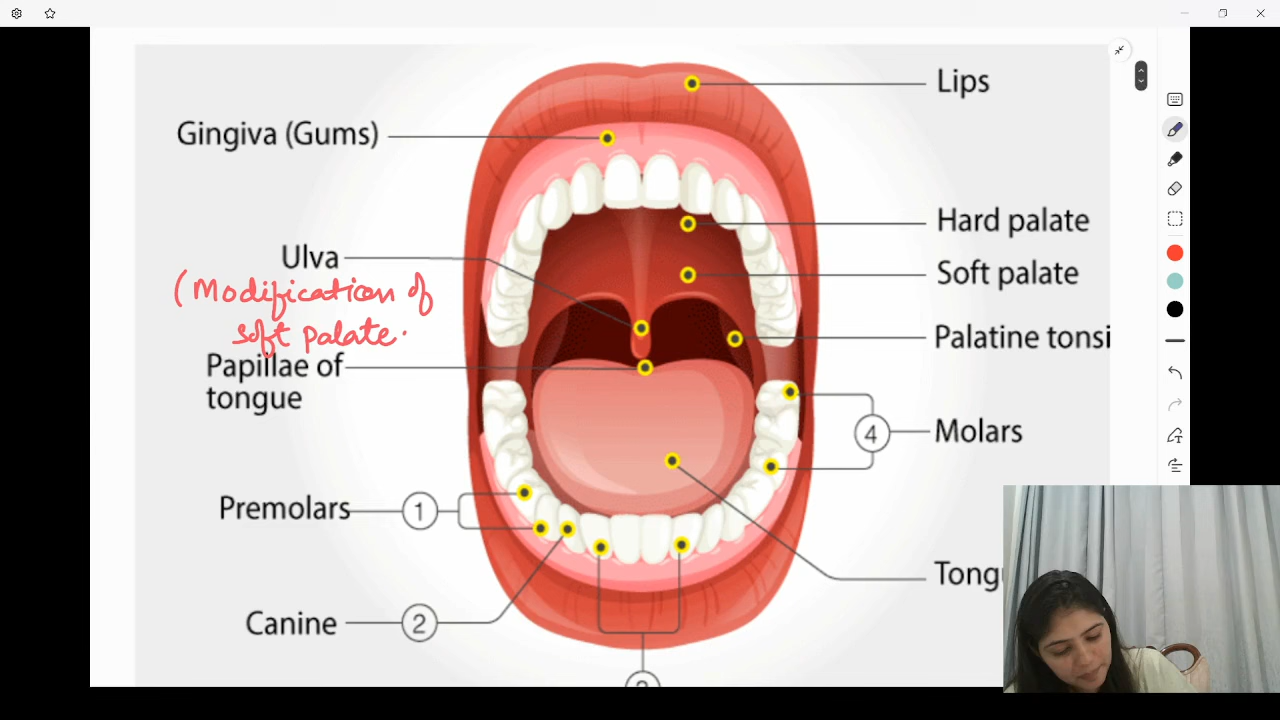 Lips
Gingiva (Gums)
Hard palate
Ulva
Soft palate
(Modification of
soft palate.
Palatine tonsi
Papillae of
tongue
4
Molars
Premolars
1
Tong
Canine
2